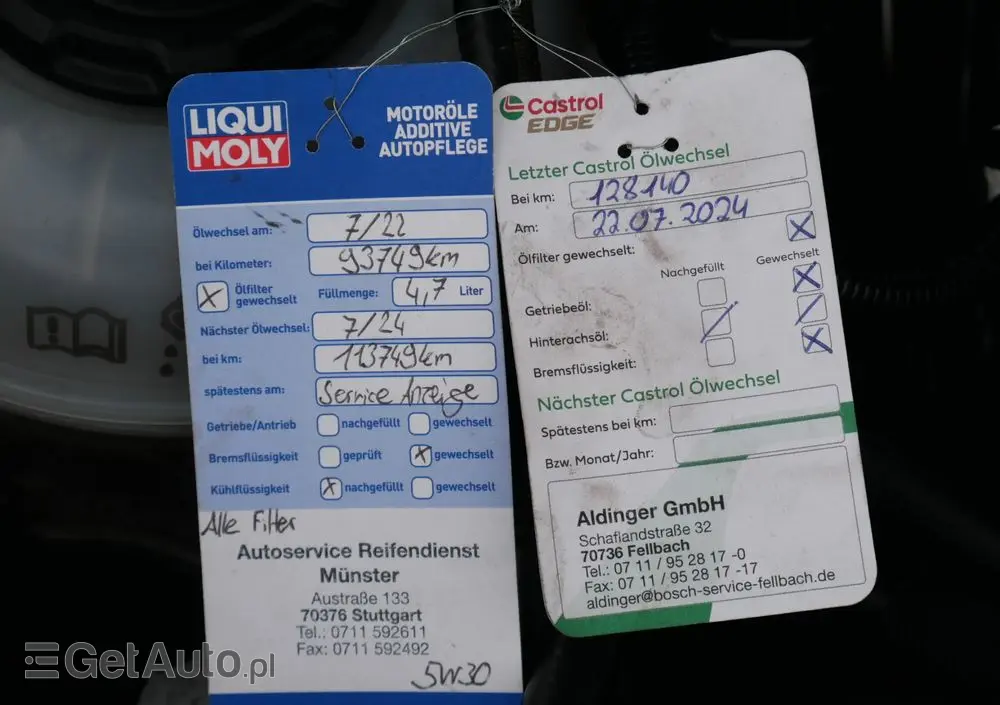 LIQUI
MOLY
MOTORÖLE
ADDITIVE
AUTOPFLEGE
Ölwechsel am: 7/22
bei Kilometer: 93749km
X Ölfilter gewechselt Füllmenge: 4,7 Liter
Nächster Ölwechsel: 7/24
bei km: 113749km
spätestens am: Service Anzeige
Getriebe/Antrieb nachgefüllt gewechselt
Bremsflüssigkeit geprüft X gewechselt
Kühlflüssigkeit X nachgefüllt gewechselt
Alle Filter
Autoservice Reifendienst
Münster
Austraße 133
70376 Stuttgart
Tel.: 0711 592611
Fax: 0711 592492
5W30
Castrol
EDGE
Letzter Castrol Ölwechsel
Bei km: 128140
Am: 22.07.2024
Ölfilter gewechselt: X
Nachgefüllt Gewechselt
Getriebeöl: X
Hinterachsöl: / /
Bremsflüssigkeit: X
Nächster Castrol Ölwechsel
Spätestens bei km:
Bzw. Monat/Jahr:
Aldinger GmbH
Schaflandstraße 32
70736 Fellbach
Tel.: 07 11 / 95 28 17 -0
Fax: 07 11 / 95 28 17 -17
aldinger@bosch-service-fellbach.de
GetAuto.pl